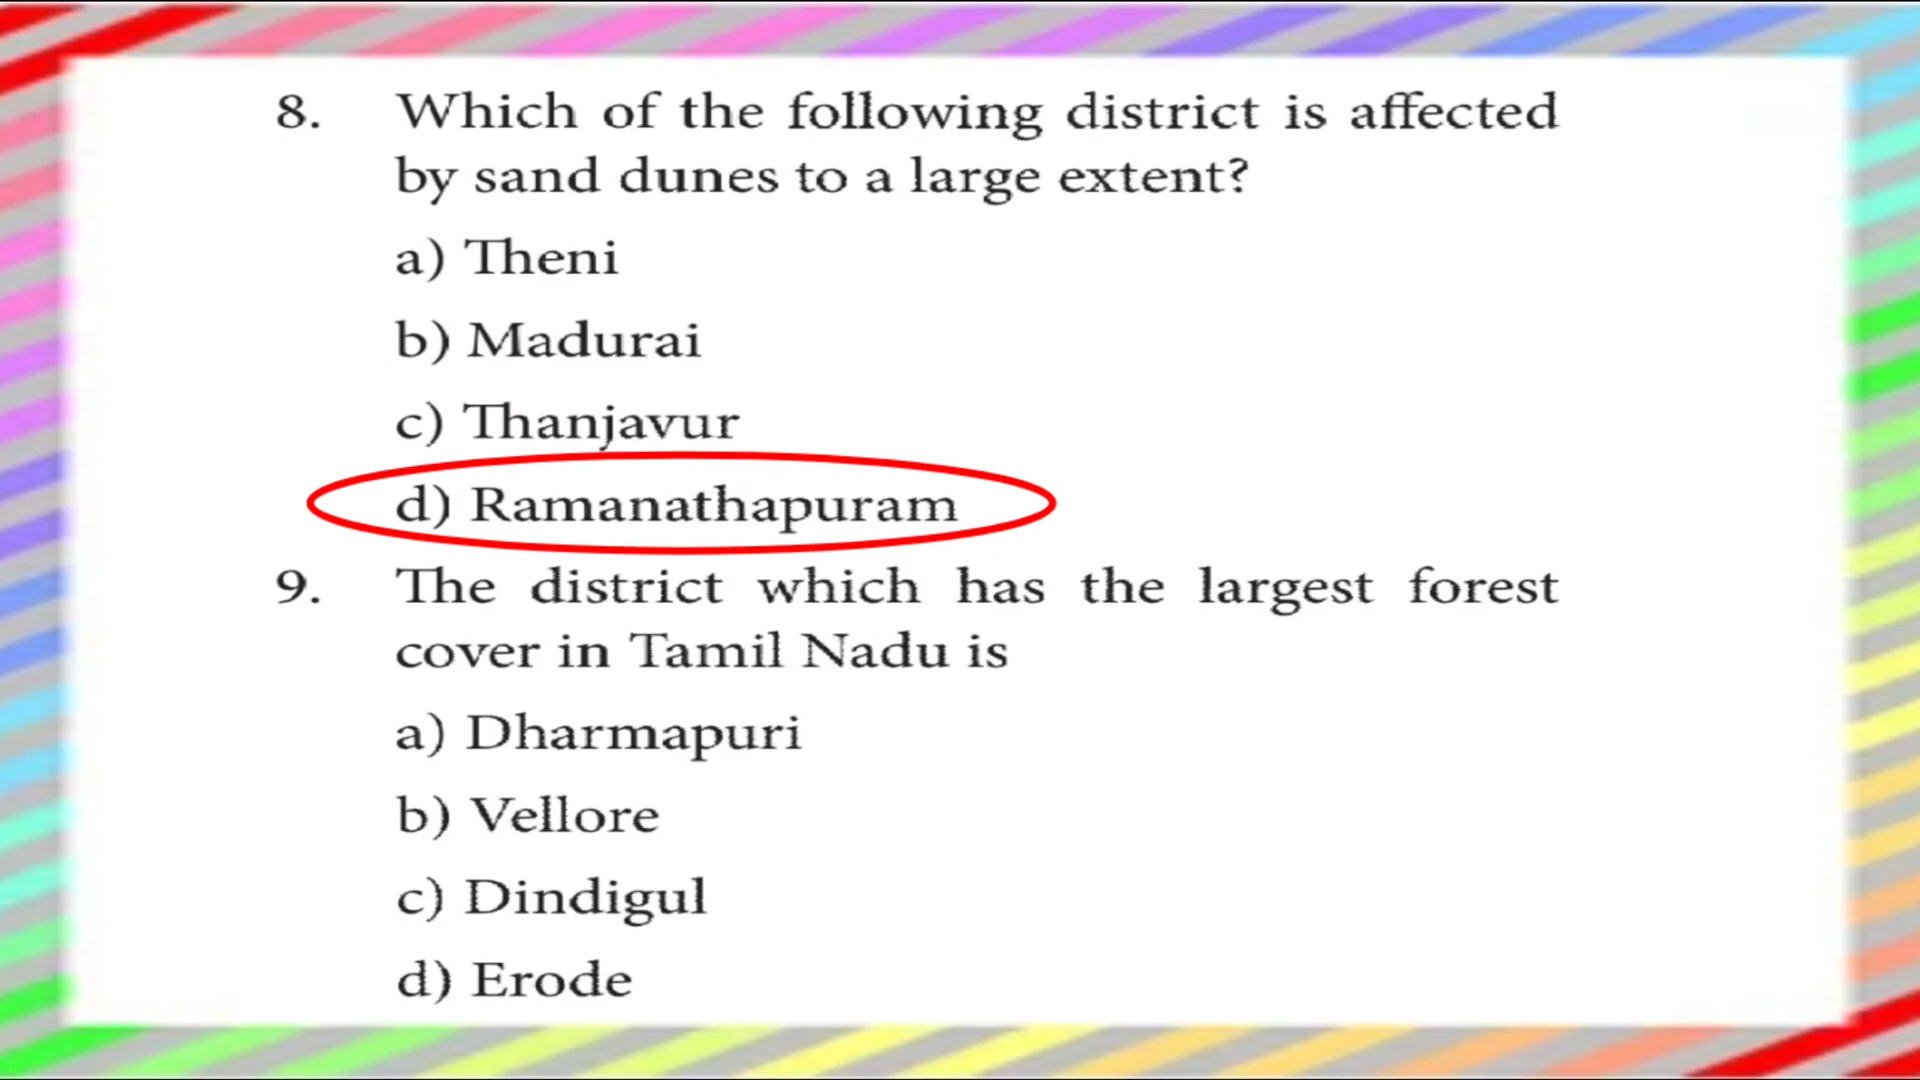 8. Which of the following district is affected
by sand dunes to a large extent?
a) Theni
b) Madurai
c) Thanjavur
d) Ramanathapuram
9. The district which has the largest forest
cover in Tamil Nadu is
a) Dharmapuri
b) Vellore
c) Dindigul
d) Erode